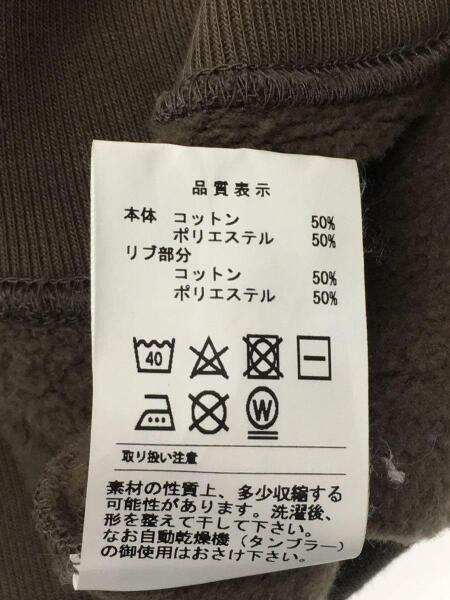 品質表示
本体 コットン 50%
ポリエステル 50%
リブ部分
コットン 50%
ポリエステル 50%
40
W
取り扱い注意
素材の性質上、多少収縮する
可能性があります。洗濯後、
形を整えて干して下さい。
なお自動乾燥機（タンブラー）
の御使用はおさけ下さい。